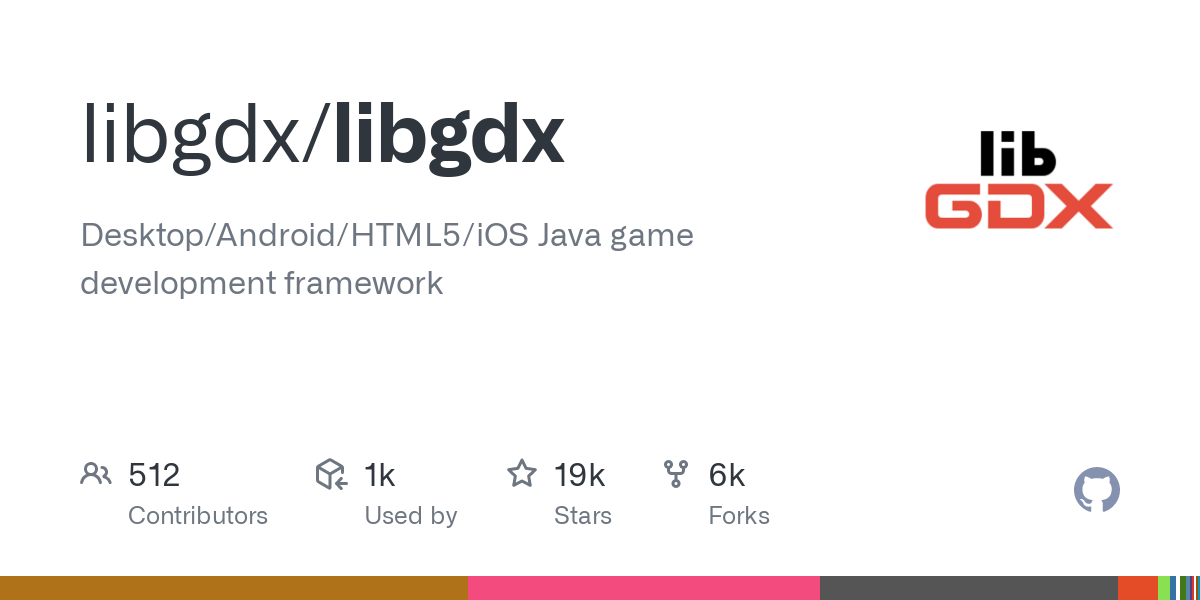 libgdx/libgdx
lib
GDX
Desktop/Android/HTML5/iOS Java game
development framework
512
Contributors
1k
Used by
19k
Stars
6k
Forks